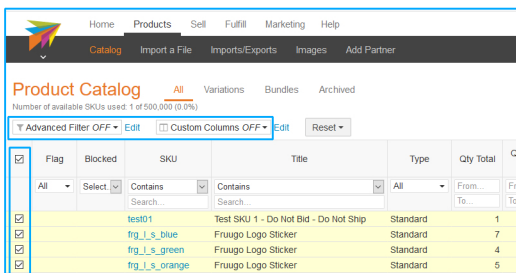 Home Products Sell Fulfill Marketing Help
Catalog Import a File Imports/Exports Images Add Partner
Product Catalog All Variations Bundles Archived
Number of available SKUs used: 1 of 500,000 (0.0%)
Advanced Filter OFF Edit Custom Columns OFF Edit Reset
Flag Blocked SKU Title Type Qty Total
All Select... Contains Contains All From...
Search... Search... To...
test01 Test SKU 1 - Do Not Bid - Do Not Ship Standard 1
frg_l_s_blue Fruugo Logo Sticker Standard 7
frg_l_s_green Fruugo Logo Sticker Standard 4
frg_l_s_orange Fruugo Logo Sticker Standard 5